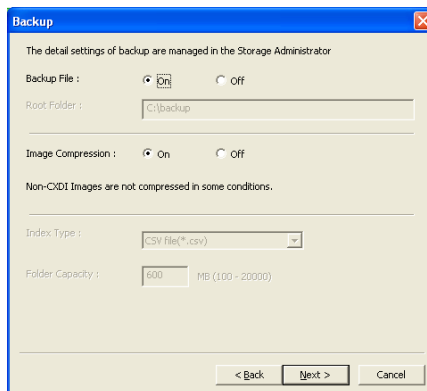 Backup
The detail settings of backup are managed in the Storage Administrator
Backup File : On Off
Root Folder : C:\backup
Image Compression : On Off
Non-CXDI Images are not compressed in some conditions.
Index Type : CSV file(*.csv)
Folder Capacity : 600 MB (100 - 20000)
< Back Next > Cancel